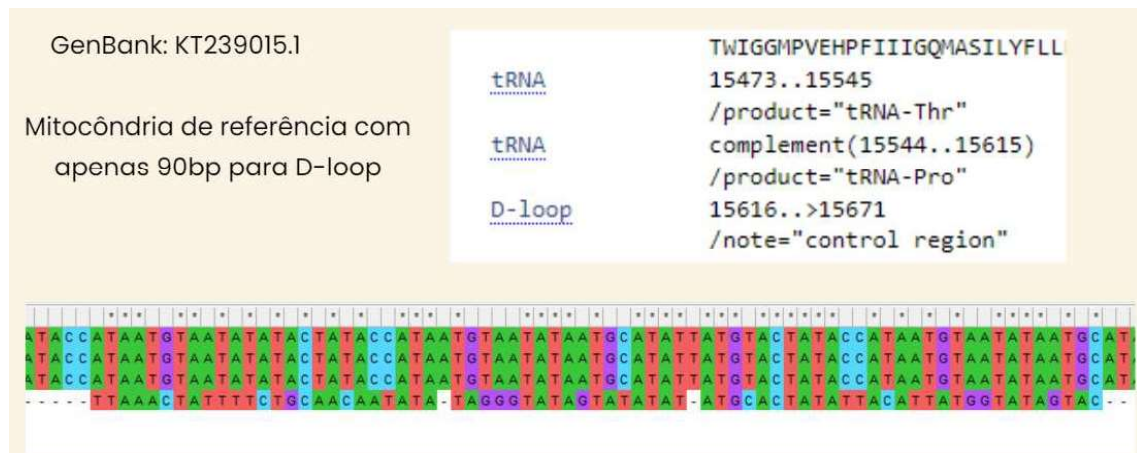 GenBank: KT239015.1
Mitocôndria de referência com
apenas 90bp para D-loop
TWIGGMPVEHPFIIIGQMASILYFLL
tRNA 15473..15545
/product="tRNA-Thr"
tRNA complement(15544..15615)
/product="tRNA-Pro"
D-loop 15616..>15671
/note="control region"
ATACCATAATGTAATATATACTATACCATAATGTAATATAATGCATATTATGTACTATACCATAATGTAATATAATGCAT
ATACCATAATGTAATATATACTATACCATAATGTAATATAATGCATATTATGTACTATACCATAATGTAATATAATGCAT
ATACCATAATGTAATATATACTATACCATAATGTAATATAATGCATATTATGTACTATACCATAATGTAATATAATGCAT
-----TTAAACTATTTTCTGCAACAATATA-TAGGGTATAGTATATAT-ATGCACTATATTACATTATGGTATAGTAC--